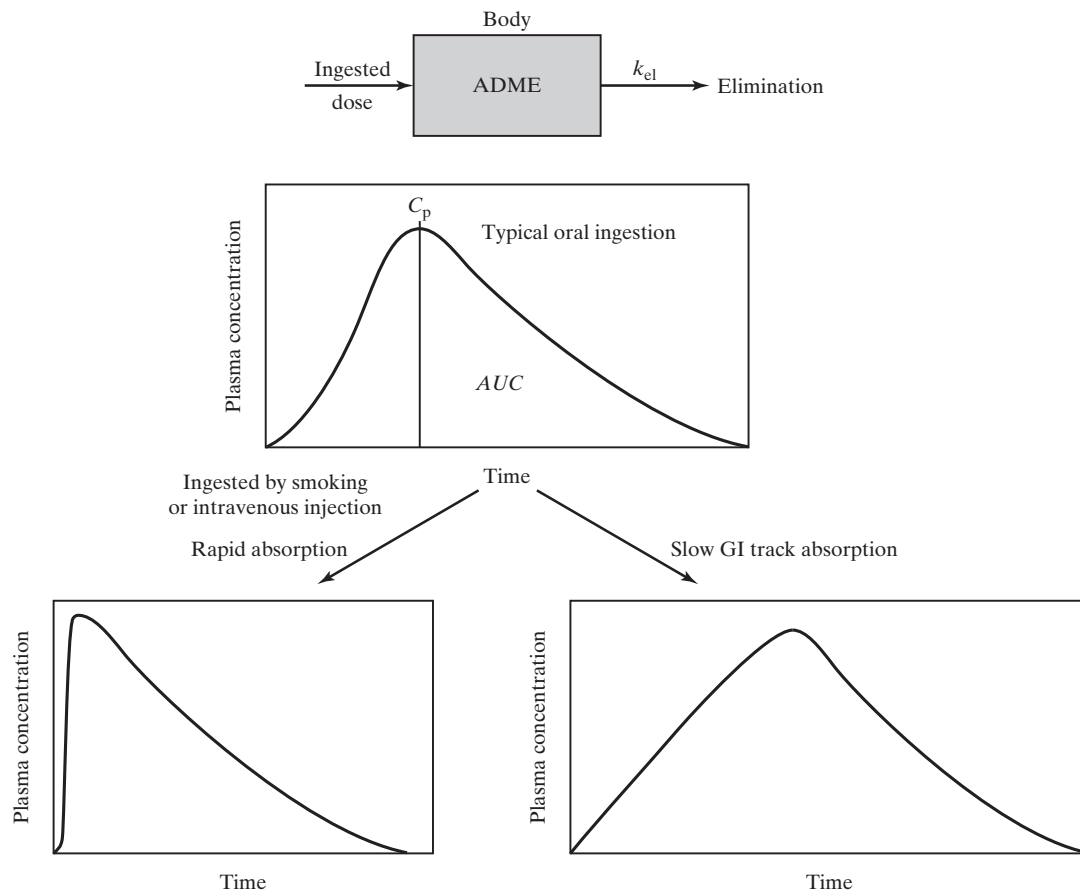 Body
Ingested
dose
ADME
kel
Elimination
Plasma concentration
Cp
Typical oral ingestion
AUC
Time
Ingested by smoking
or intravenous injection
Rapid absorption
Slow GI track absorption
Plasma concentration
Time
Plasma concentration
Time